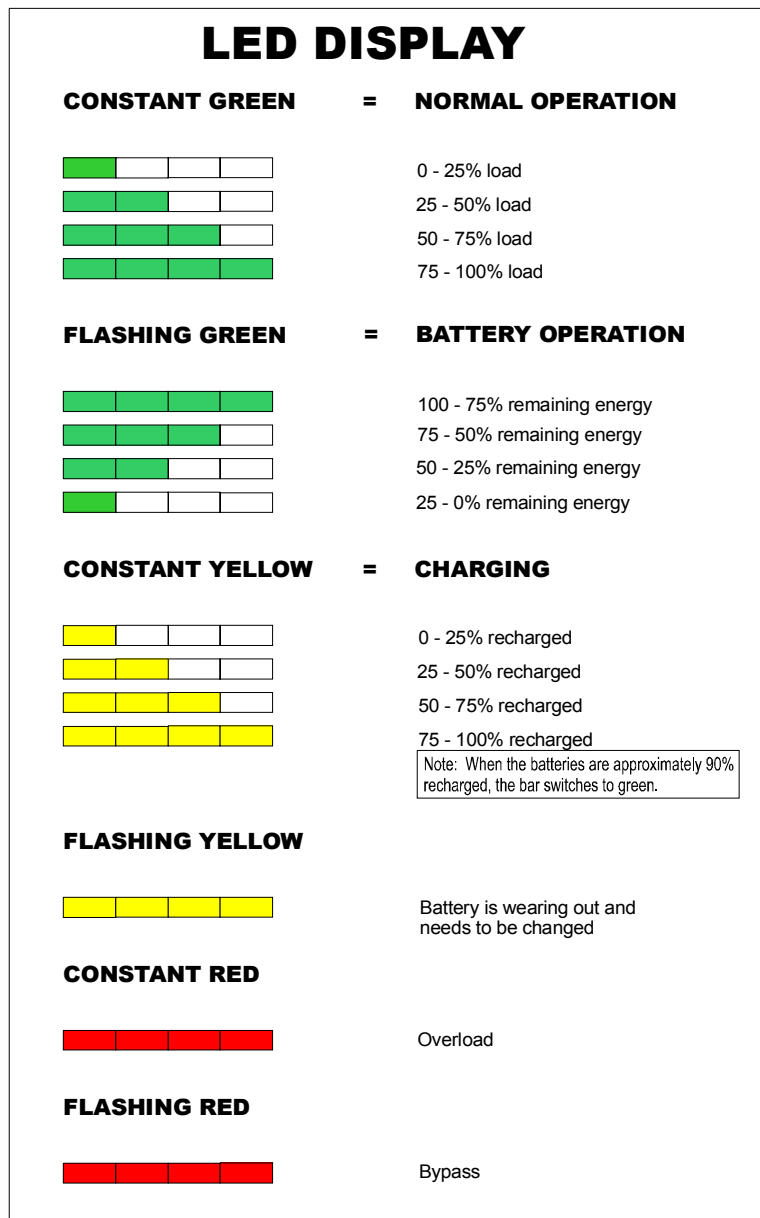 LED DISPLAY
CONSTANT GREEN = NORMAL OPERATION
0 - 25% load
25 - 50% load
50 - 75% load
75 - 100% load
FLASHING GREEN = BATTERY OPERATION
100 - 75% remaining energy
75 - 50% remaining energy
50 - 25% remaining energy
25 - 0% remaining energy
CONSTANT YELLOW = CHARGING
0 - 25% recharged
25 - 50% recharged
50 - 75% recharged
75 - 100% recharged
Note: When the batteries are approximately 90%
recharged, the bar switches to green.
FLASHING YELLOW
Battery is wearing out and
needs to be changed
CONSTANT RED
Overload
FLASHING RED
Bypass